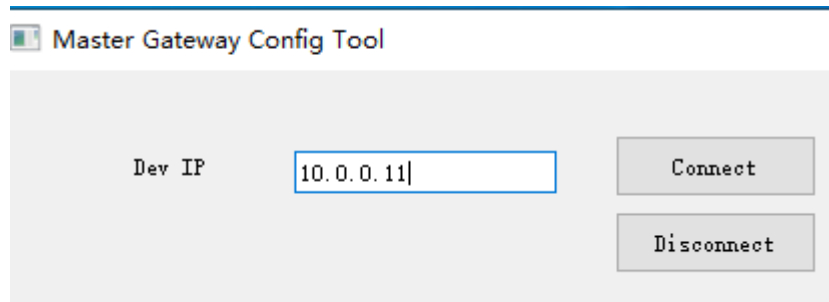 Master Gateway Config Tool
Dev IP 10.0.0.11 Connect
Disconnect